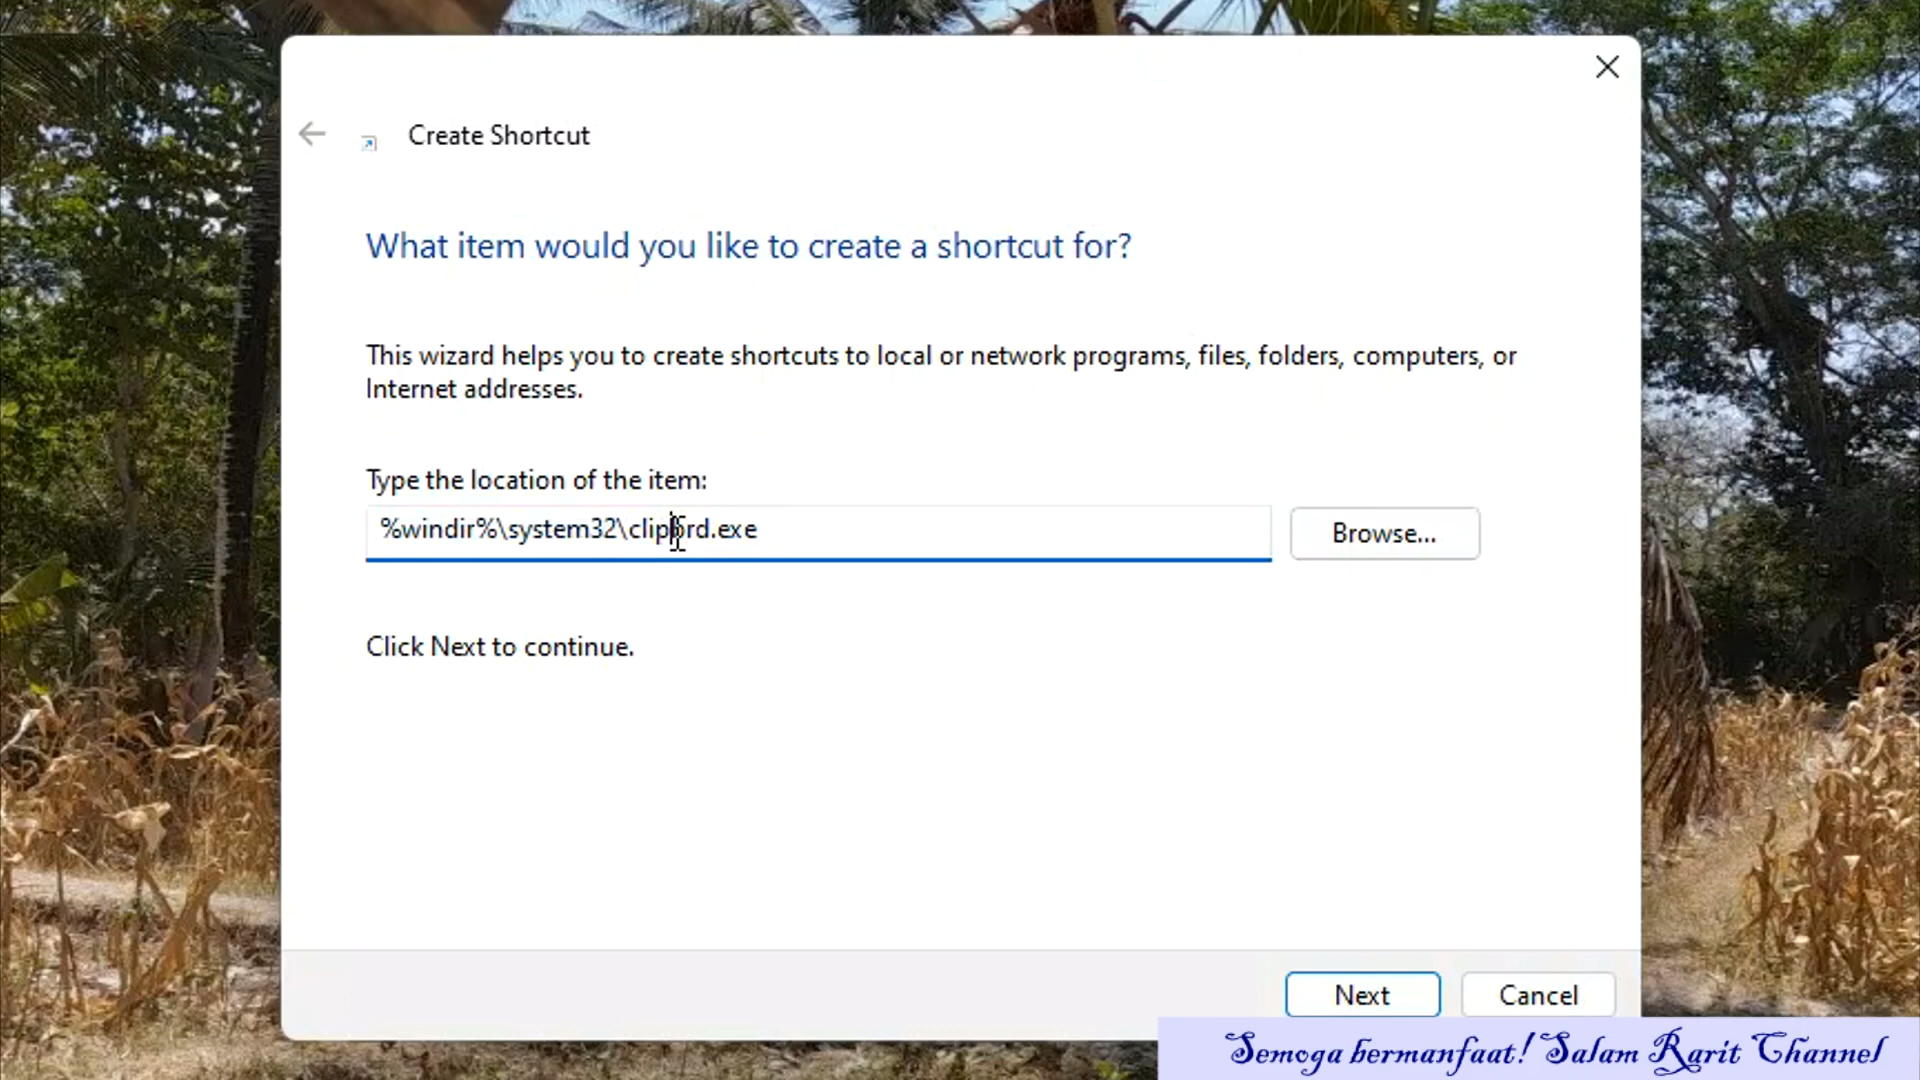 Create Shortcut
What item would you like to create a shortcut for?
This wizard helps you to create shortcuts to local or network programs, files, folders, computers, or
Internet addresses.
Type the location of the item:
%windir%\system32\clipbrd.exe
Browse...
Click Next to continue.
Next
Cancel
Semoga bermanfaat! Salam Rarit Channel